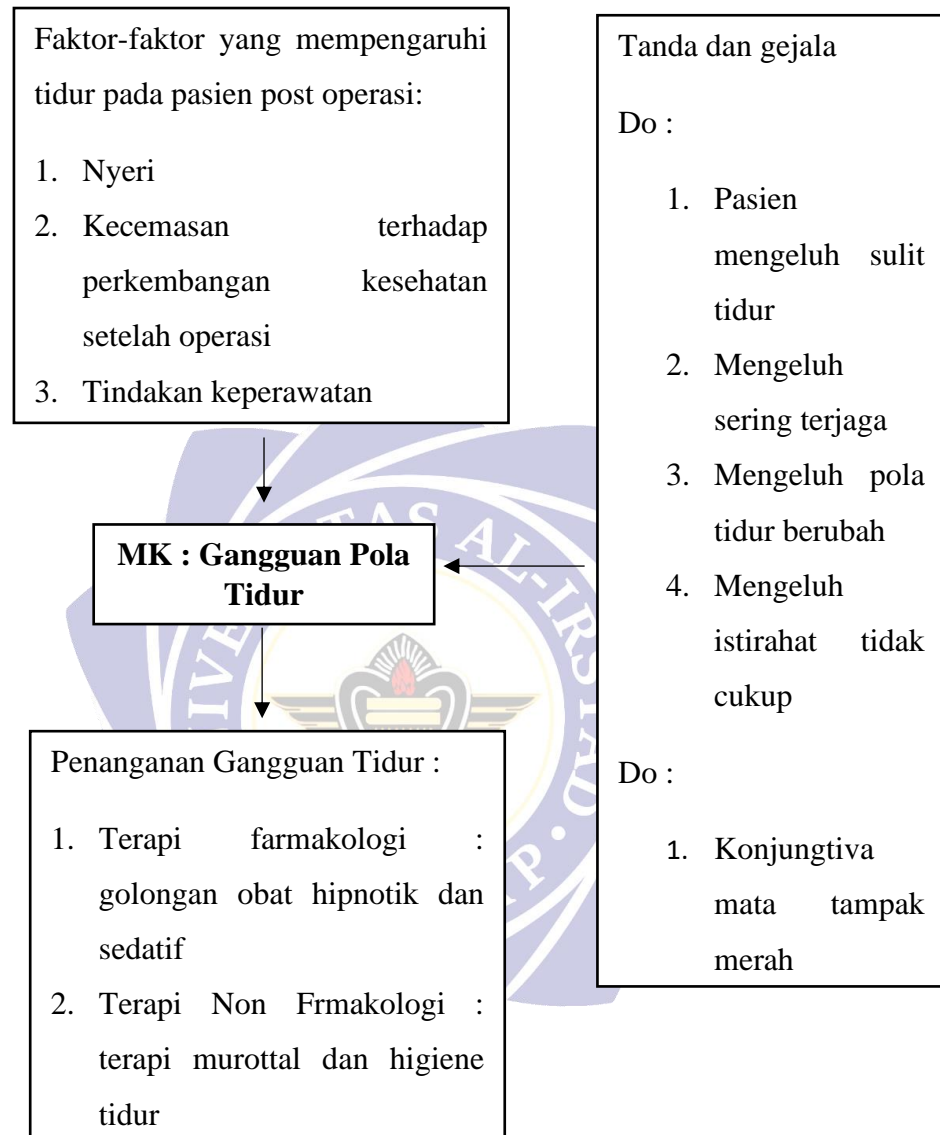 Faktor-faktor yang mempengaruhi
tidur pada pasien post operasi:
1. Nyeri
2. Kecemasan terhadap
perkembangan kesehatan
setelah operasi
3. Tindakan keperawatan
Tanda dan gejala
Do :
1. Pasien
mengeluh sulit
tidur
2. Mengeluh
sering terjaga
3. Mengeluh pola
tidur berubah
4. Mengeluh
istirahat tidak
cukup
Do :
1. Konjungtiva
mata tampak
merah
MK : Gangguan Pola
Tidur
Penanganan Gangguan Tidur :
1. Terapi farmakologi :
golongan obat hipnotik dan
sedatif
2. Terapi Non Frmakologi :
terapi murottal dan higiene
tidur